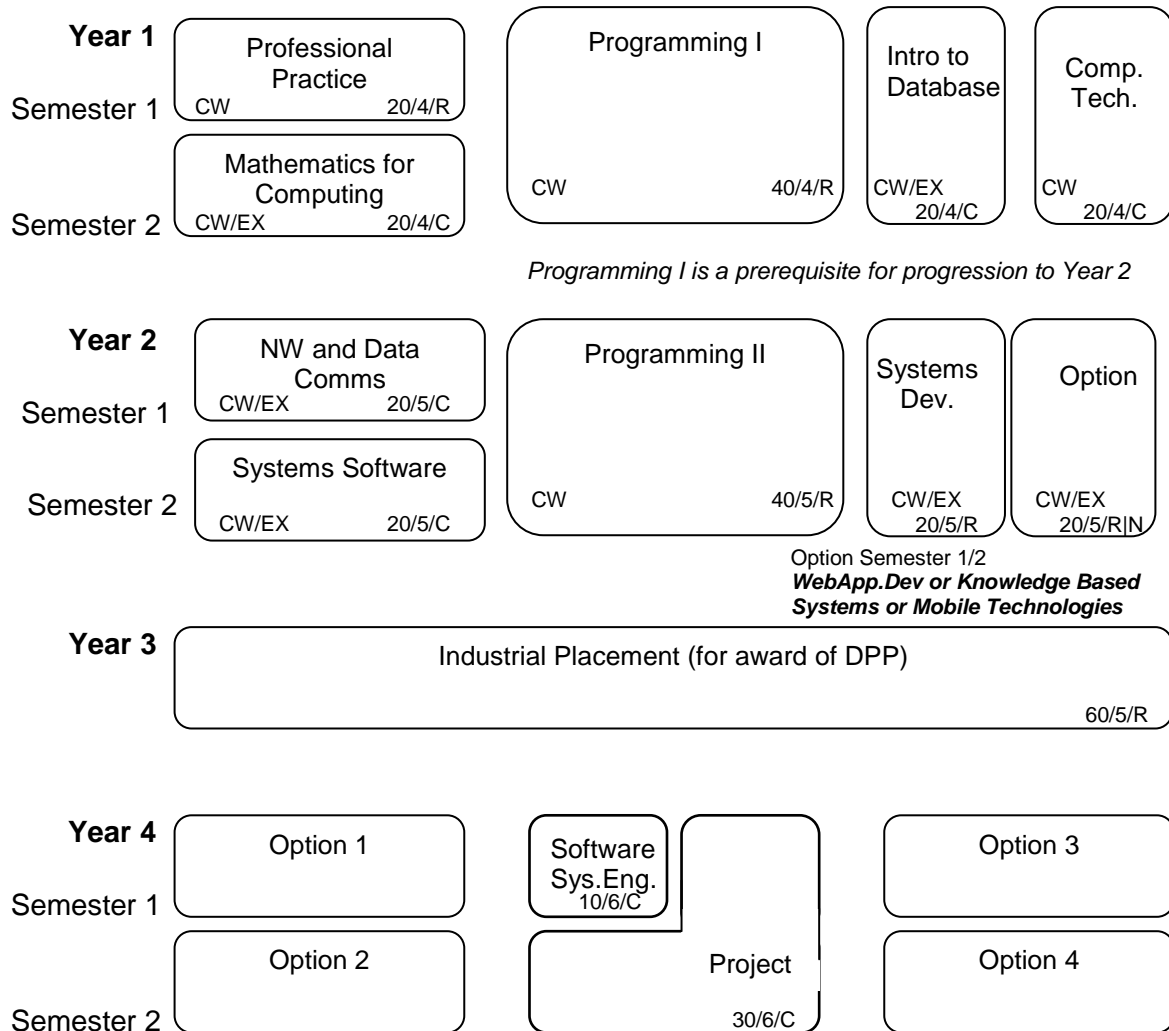 Year 1
Semester 1
Semester 2
Professional
Practice
CW 20/4/R
Mathematics for
Computing
CW/EX 20/4/C
Programming I
CW 40/4/R
Intro to
Database
CW/EX
20/4/C
Comp.
Tech.
CW
20/4/C
Programming I is a prerequisite for progression to Year 2
Year 2
Semester 1
Semester 2
NW and Data
Comms
CW/EX 20/5/C
Systems Software
CW/EX 20/5/C
Programming II
CW 40/5/R
Systems
Dev.
CW/EX
20/5/R
Option
CW/EX
20/5/R|N
Option Semester 1/2
WebApp.Dev or Knowledge Based
Systems or Mobile Technologies
Year 3
Industrial Placement (for award of DPP)
60/5/R
Year 4
Semester 1
Semester 2
Option 1
Option 2
Software
Sys.Eng.
10/6/C
Project
30/6/C
Option 3
Option 4